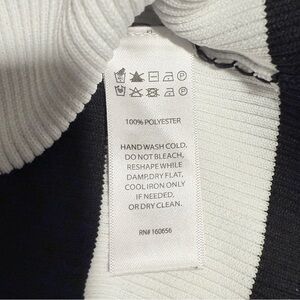 100% POLYESTER
HAND WASH COLD,
DO NOT BLEACH,
RESHAPE WHILE
DAMP,DRY FLAT,
COOL IRON ONLY
IF NEEDED,
OR DRY CLEAN.
RN# 160656